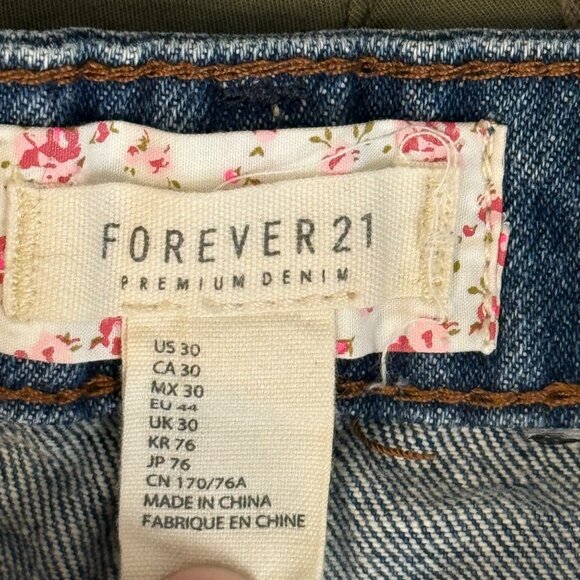 FOREVER 21
PREMIUM DENIM
US 30
CA 30
MX 30
EU 44
UK 30
KR 76
JP 76
CN 170/76A
MADE IN CHINA
FABRIQUE EN CHINE